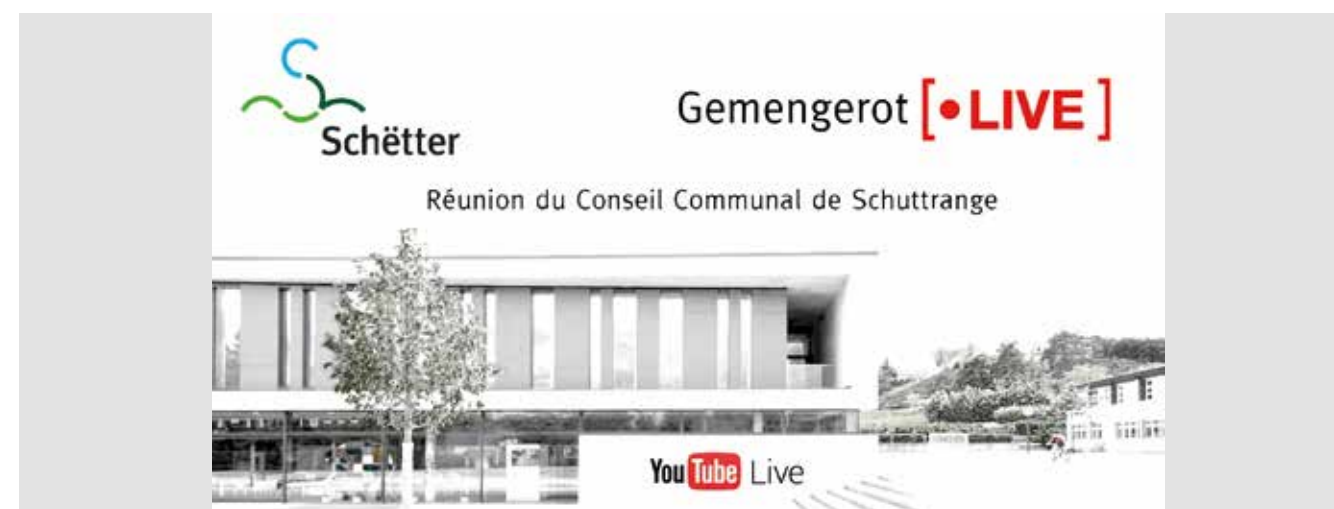 Schëtter
Gemengerot [•LIVE]
Réunion du Conseil Communal de Schuttrange
YouTube Live